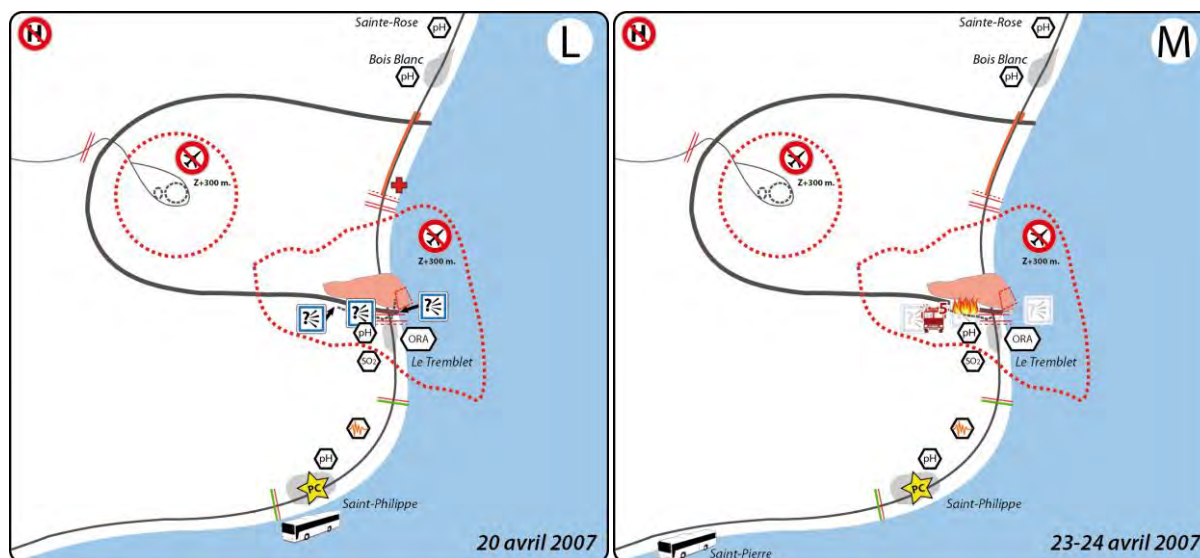 H
L
Sainte-Rose
pH
Bois Blanc
pH
Z+300 m.
Z+300 m.
?
?
?
pH
ORA
SO2
Le Tremblet
pH
PC
Saint-Philippe
20 avril 2007
H
M
Sainte-Rose
pH
Bois Blanc
pH
Z+300 m.
Z+300 m.
?
5
?
pH
ORA
SO2
Le Tremblet
pH
PC
Saint-Philippe
Saint-Pierre
23-24 avril 2007